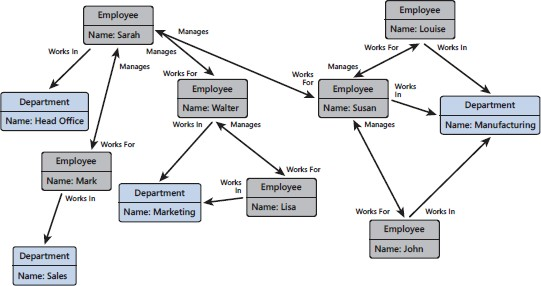 Employee
Name: Sarah
Employee
Name: Louise
Manages
Works In
Manages
Manages
Works For
Works For
Works In
Manages
Works
For
Department
Name: Head Office
Employee
Name: Walter
Employee
Name: Susan
Works
In
Department
Name: Manufacturing
Works In
Manages
Manages
Works For
Employee
Name: Mark
Works In
Works For
Department
Name: Marketing
Works
In
Employee
Name: Lisa
Works For
Works In
Employee
Name: John
Department
Name: Sales